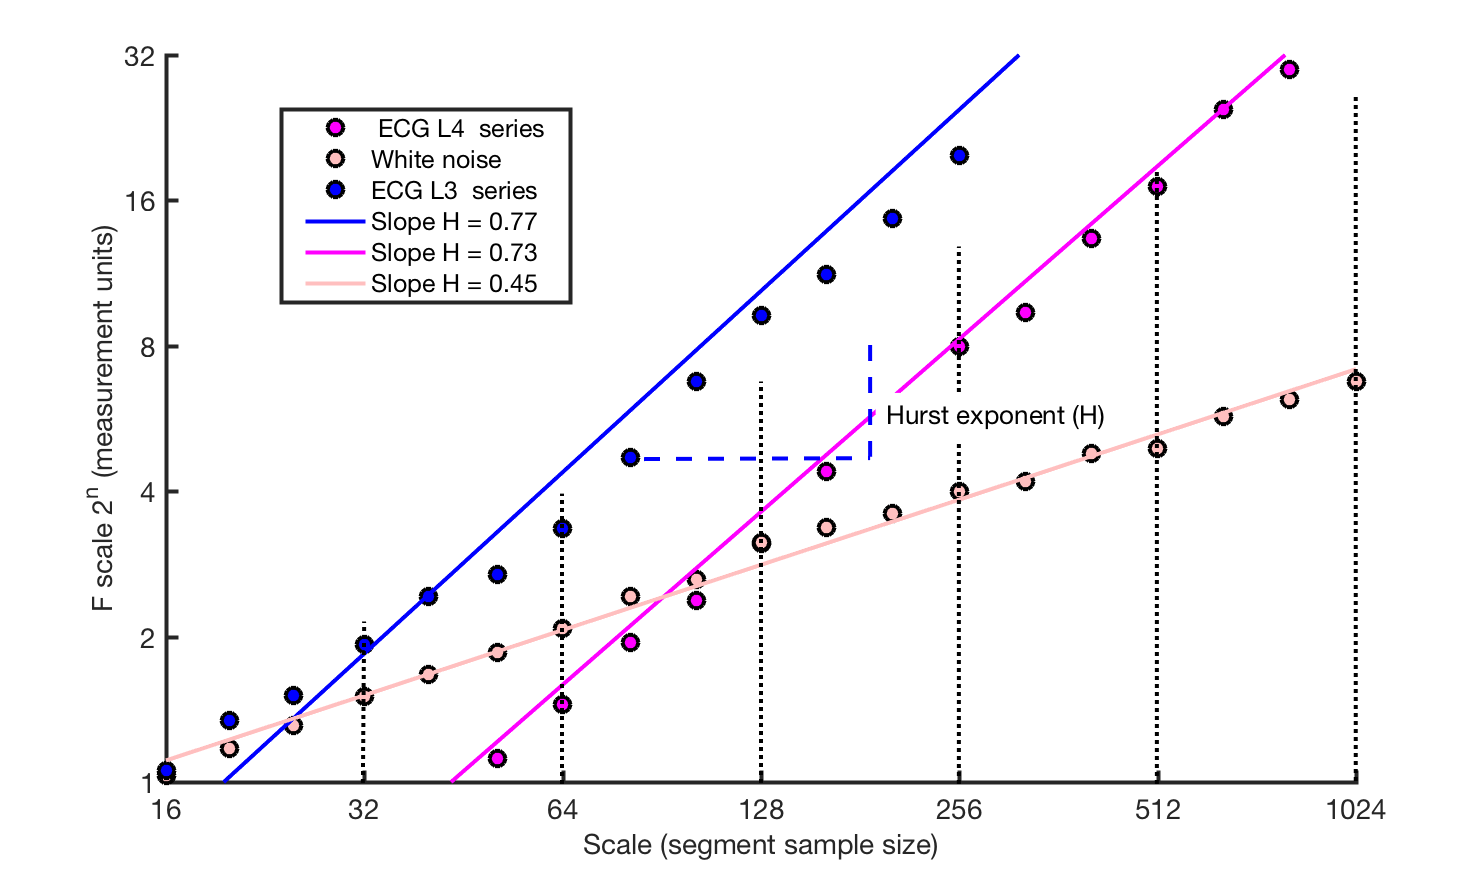 32
16
8
4
2
1
F scale 2^n (measurement units)
ECG L4 series
White noise
ECG L3 series
Slope H = 0.77
Slope H = 0.73
Slope H = 0.45
Hurst exponent (H)
16 32 64 128 256 512 1024
Scale (segment sample size)